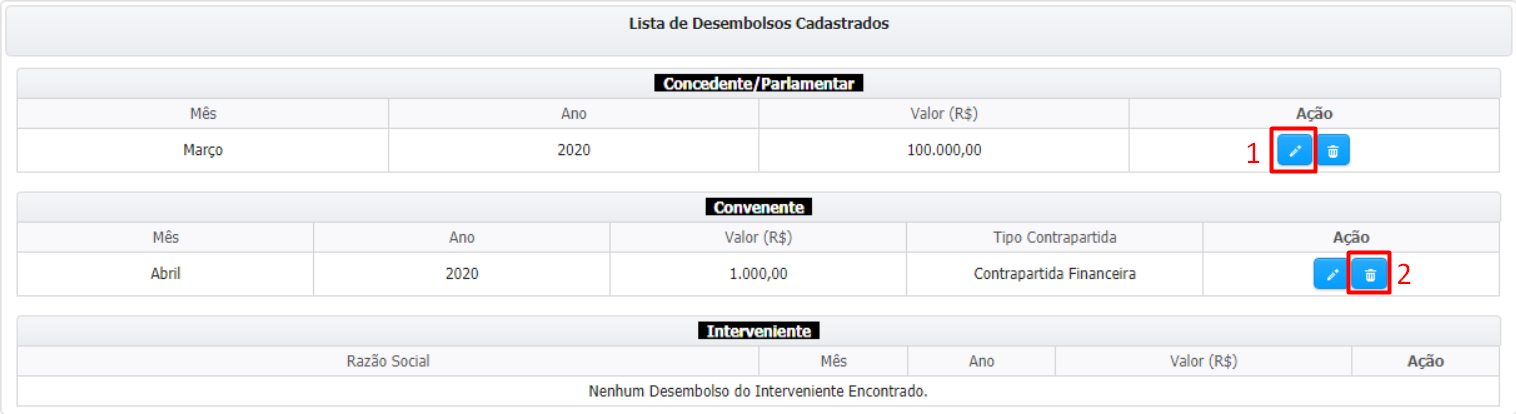 Lista de Desembolsos Cadastrados
Concedente/Parlamentar
Mês Ano Valor (R$) Ação
Março 2020 100.000,00 1
Convenente
Mês Ano Valor (R$) Tipo Contrapartida Ação
Abril 2020 1.000,00 Contrapartida Financeira 2
Interveniente
Razão Social Mês Ano Valor (R$) Ação
Nenhum Desembolso do Interveniente Encontrado.